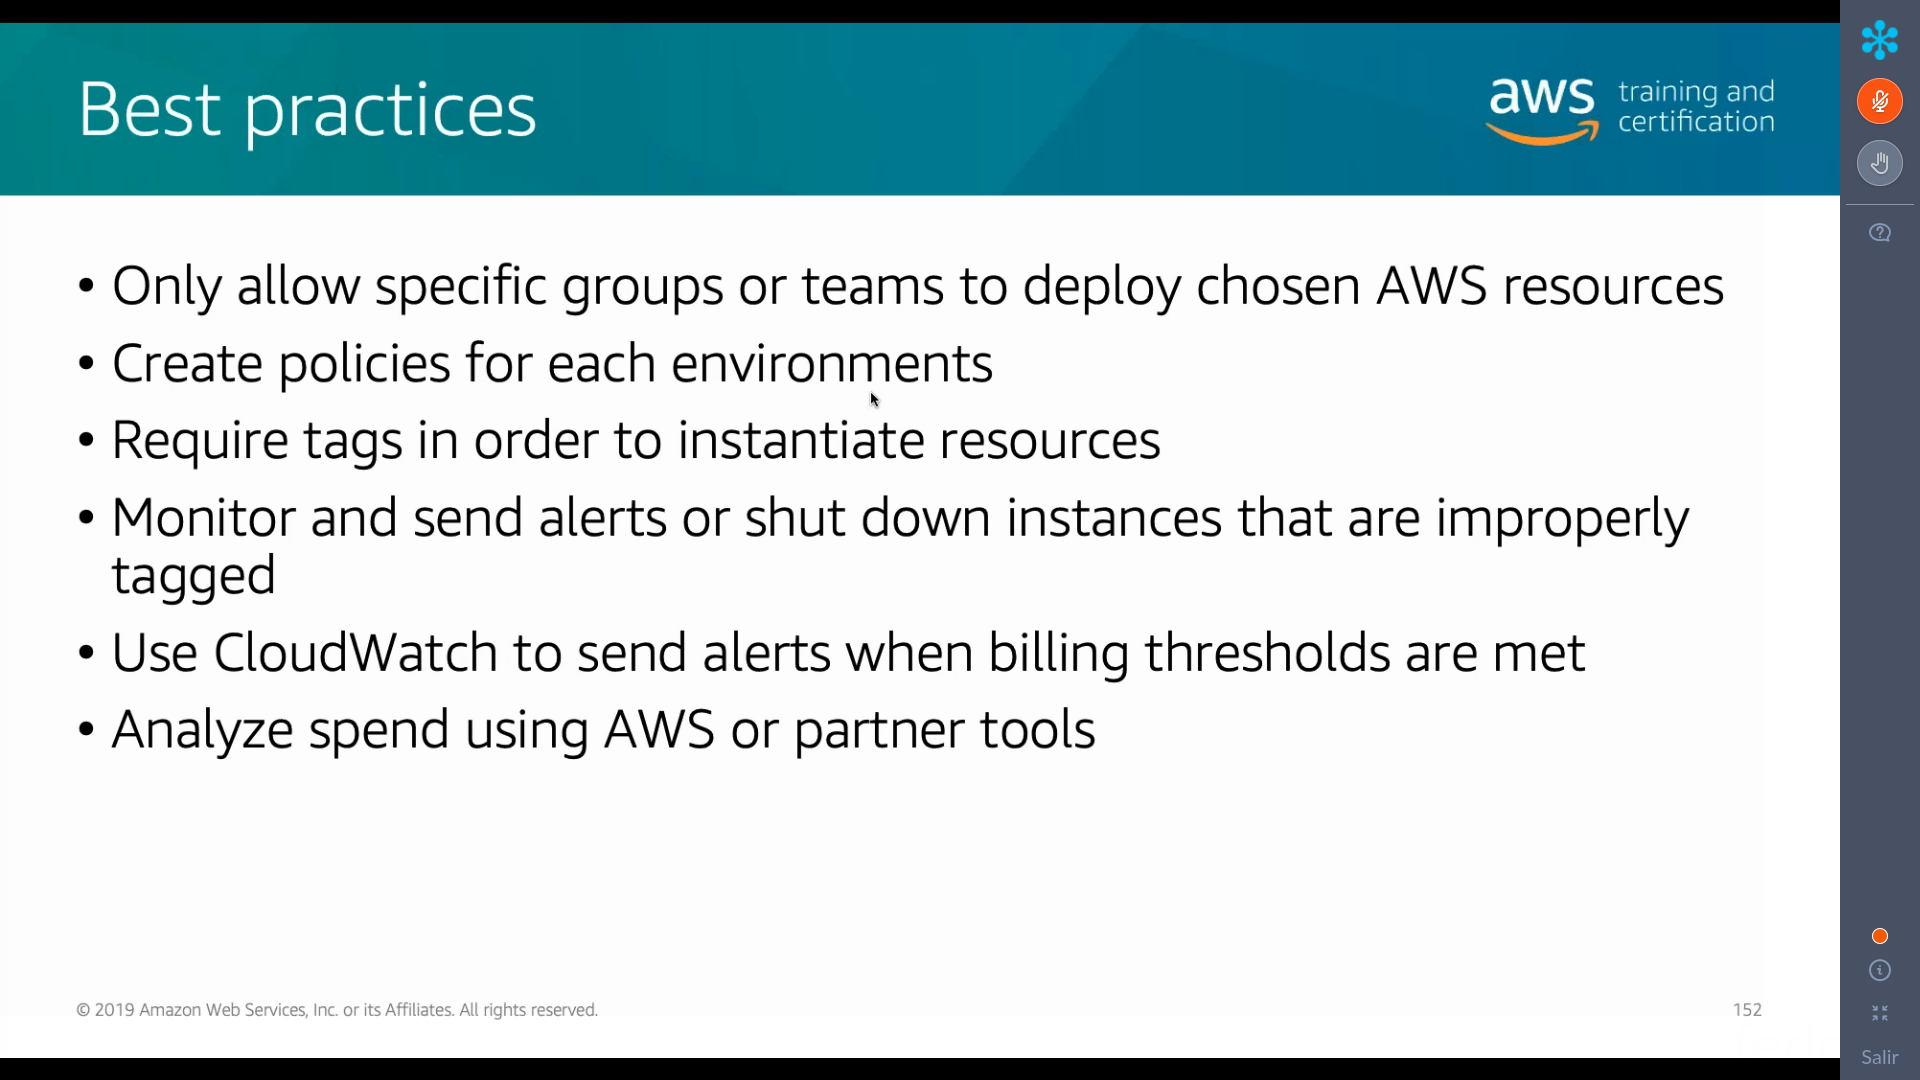 Best practices
aws training and
certification
• Only allow specific groups or teams to deploy chosen AWS resources
• Create policies for each environments
• Require tags in order to instantiate resources
• Monitor and send alerts or shut down instances that are improperly
tagged
• Use CloudWatch to send alerts when billing thresholds are met
• Analyze spend using AWS or partner tools
© 2019 Amazon Web Services, Inc. or its Affiliates. All rights reserved.
152
Salir